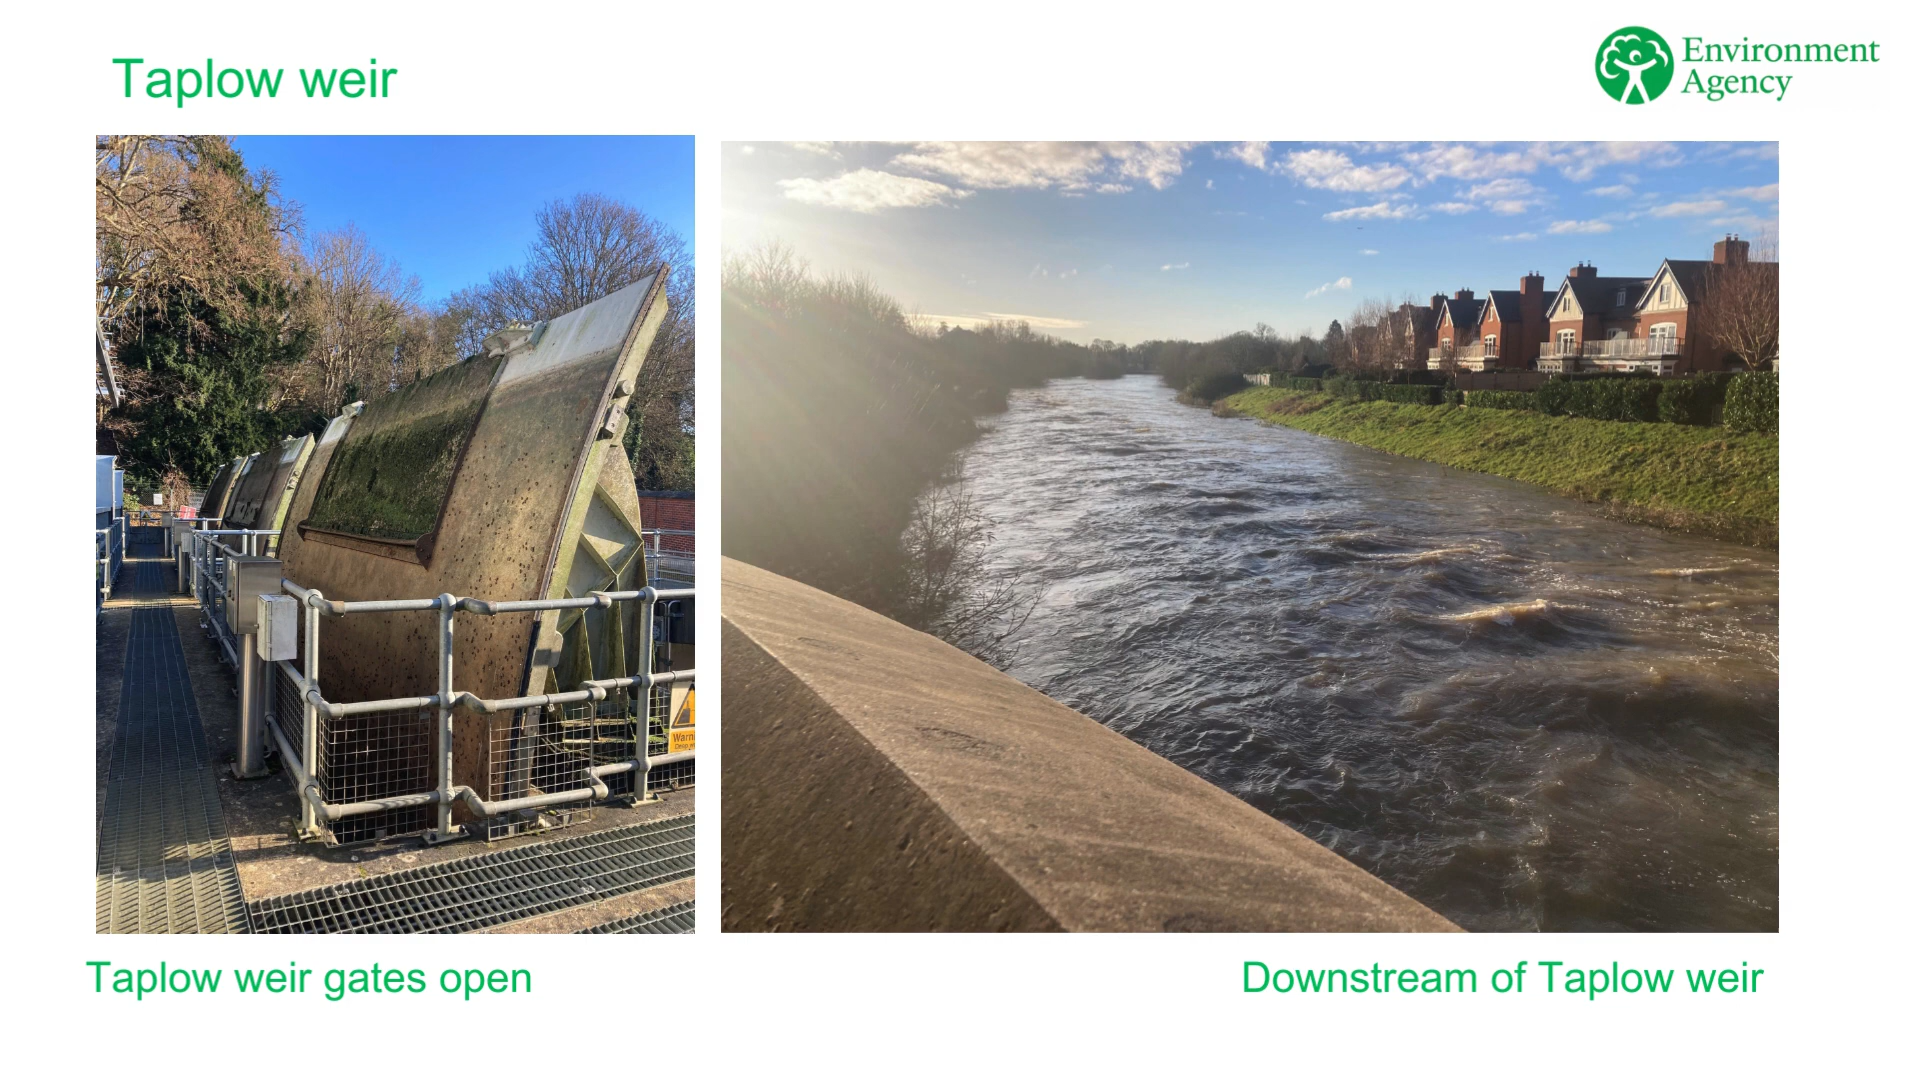 Taplow weir
Environment
Agency
Taplow weir gates open
Downstream of Taplow weir